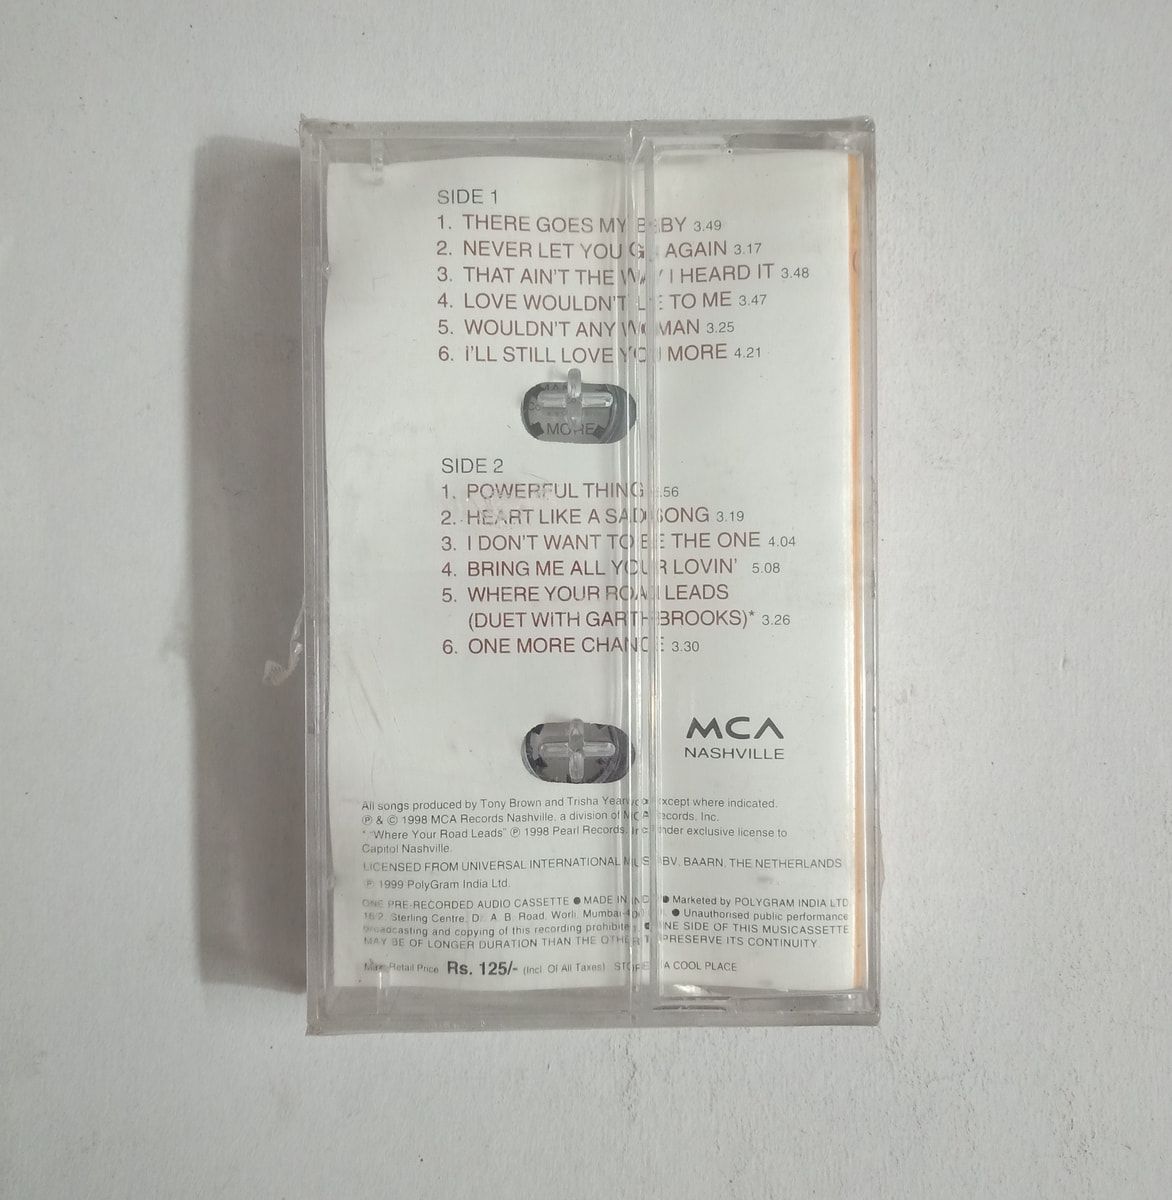 SIDE 1
1. THERE GOES MY BABY 3.49
2. NEVER LET YOU GO AGAIN 3.17
3. THAT AIN'T THE WAY I HEARD IT 3.48
4. LOVE WOULDN'T LIE TO ME 3.47
5. WOULDN'T ANY WOMAN 3.25
6. I'LL STILL LOVE YOU MORE 4.21
MORE
SIDE 2
1. POWERFUL THING .56
2. HEART LIKE A SAD SONG 3.19
3. I DON'T WANT TO BE THE ONE 4.04
4. BRING ME ALL YOUR LOVIN' 5.08
5. WHERE YOUR ROAD LEADS
(DUET WITH GARTH BROOKS)* 3.26
6. ONE MORE CHANCE 3.30
MCA
NASHVILLE
All songs produced by Tony Brown and Trisha Yearwood except where indicated.
℗ & © 1998 MCA Records Nashville, a division of MCA Records, Inc.
* "Where Your Road Leads" ℗ 1998 Pearl Records, Inc. under exclusive license to
Capitol Nashville.
LICENSED FROM UNIVERSAL INTERNATIONAL MUSIC BV. BAARN, THE NETHERLANDS
℗ 1999 PolyGram India Ltd.
ONE PRE-RECORDED AUDIO CASSETTE ● MADE IN INDIA ● Marketed by POLYGRAM INDIA LTD.
Sterling Centre, Dr. A. B. Road, Worli, Mumbai- ● Unauthorised public performance
broadcasting and copying of this recording prohibited. ● ONE SIDE OF THIS MUSICASSETTE
MAY BE OF LONGER DURATION THAN THE OTHER TO PRESERVE ITS CONTINUITY.
Max. Retail Price Rs. 125/- (Incl. Of All Taxes) STORE IN A COOL PLACE